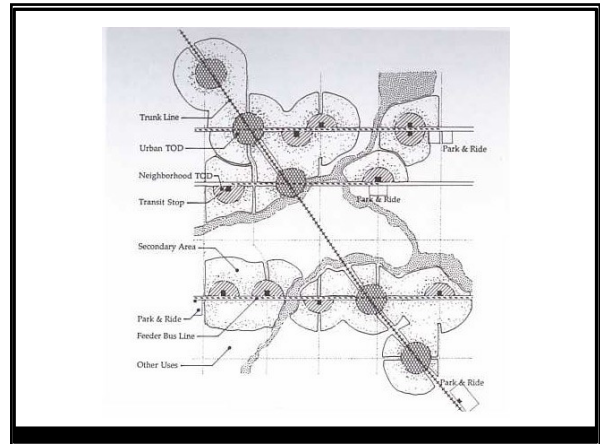 Trunk Line
Urban TOD
Park & Ride
Neighborhood TOD
Transit Stop
Park & Ride
Secondary Area
Park & Ride
Feeder Bus Line
Other Uses
Park & Ride